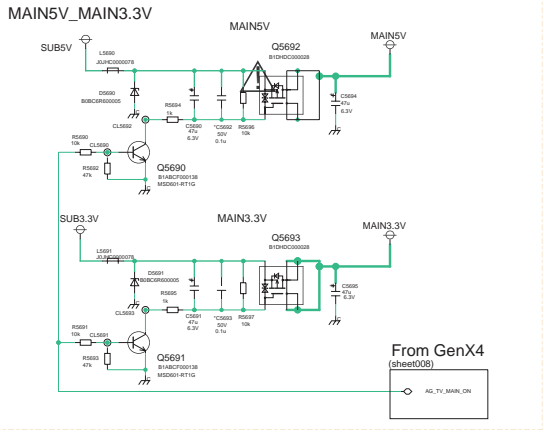 MAIN5V_MAIN3.3V
MAIN5V
SUB5V
MAIN5V
L5690
J0JHC0000078
Q5692
B1DHDC000028
D5690
B0BC6R600005
C5694
47u
6.3V
R5694
1k
CL5692
C5690
47u
6.3V
*C5692
50V
0.1u
R5696
10k
R5690
10k
CL5690
R5692
47k
Q5690
B1ABCF000138
MSD601-RT1G
SUB3.3V
MAIN3.3V
MAIN3.3V
L5691
J0JHC0000078
Q5693
B1DHDC000028
D5691
B0BC6R600005
C5695
47u
6.3V
R5695
1k
CL5693
C5691
47u
6.3V
*C5693
50V
0.1u
R5697
10k
R5691
10k
CL5691
R5693
47k
Q5691
B1ABCF000138
MSD601-RT1G
From GenX4
(sheet008)
AG_TV_MAIN_ON